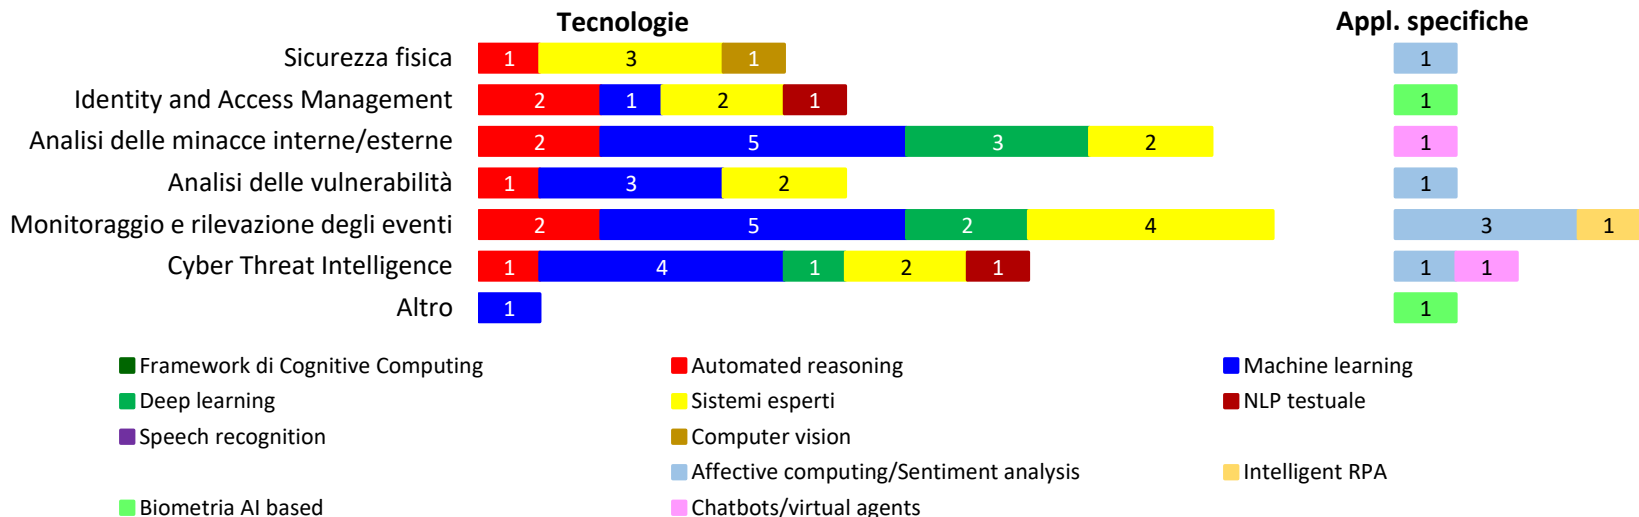 Tecnologie Appl. specifiche
Sicurezza fisica 1 3 1 1
Identity and Access Management 2 1 2 1 1
Analisi delle minacce interne/esterne 2 5 3 2 1
Analisi delle vulnerabilità 1 3 2 1
Monitoraggio e rilevazione degli eventi 2 5 2 4 3 1
Cyber Threat Intelligence 1 4 1 2 1 1 1
Altro 1 1
Framework di Cognitive Computing Automated reasoning Machine learning
Deep learning Sistemi esperti NLP testuale
Speech recognition Computer vision
Affective computing/Sentiment analysis Intelligent RPA
Biometria AI based Chatbots/virtual agents